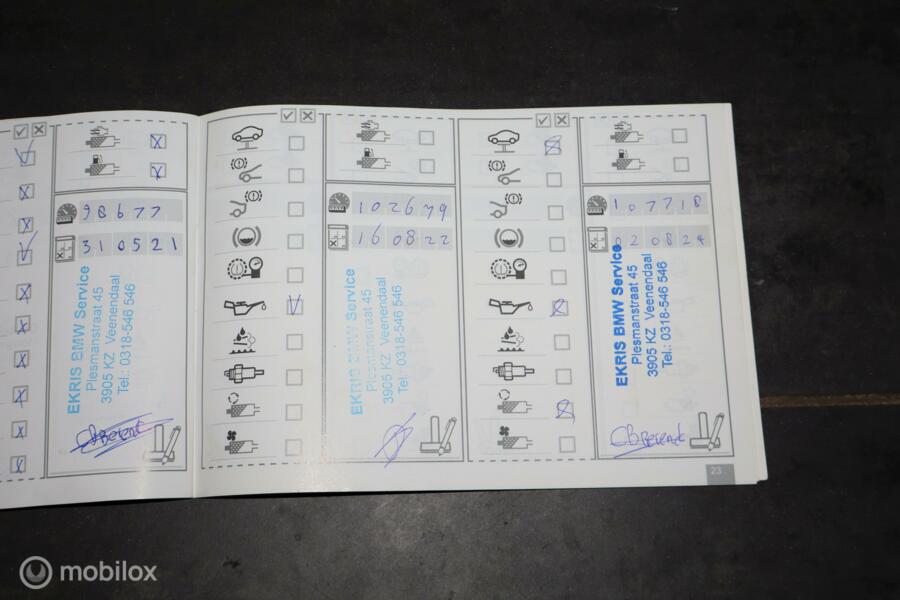 98677
310521
EKRIS BMW Service
Plesmanstraat 45
3905 KZ Veenendaal
Tel.: 0318-546 546
102679
160822
EKRIS BMW Service
Plesmanstraat 45
3905 KZ Veenendaal
Tel.: 0318-546 546
107718
020824
EKRIS BMW Service
Plesmanstraat 45
3905 KZ Veenendaal
Tel.: 0318-546 546
23
mobilox